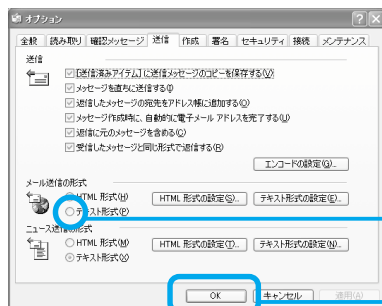 オプション
全般 読み取り 確認メッセージ 送信 作成 署名 セキュリティ 接続 メンテナンス
送信
[送信済みアイテム]に送信メッセージのコピーを保存する(V)
メッセージを直ちに送信する(I)
返信したメッセージの宛先をアドレス帳に追加する(O)
メッセージ作成時に、自動的に電子メール アドレスを完了する(U)
返信に元のメッセージを含める(C)
受信したメッセージと同じ形式で返信する(R)
エンコードの設定(G)...
メール送信の形式
HTML 形式(H) HTML 形式の設定(S)... テキスト形式の設定(E)...
テキスト形式(P)
ニュース送信の形式
HTML 形式(M) HTML 形式の設定(T)... テキスト形式の設定(N)...
テキスト形式(X)
OK キャンセル 適用(A)